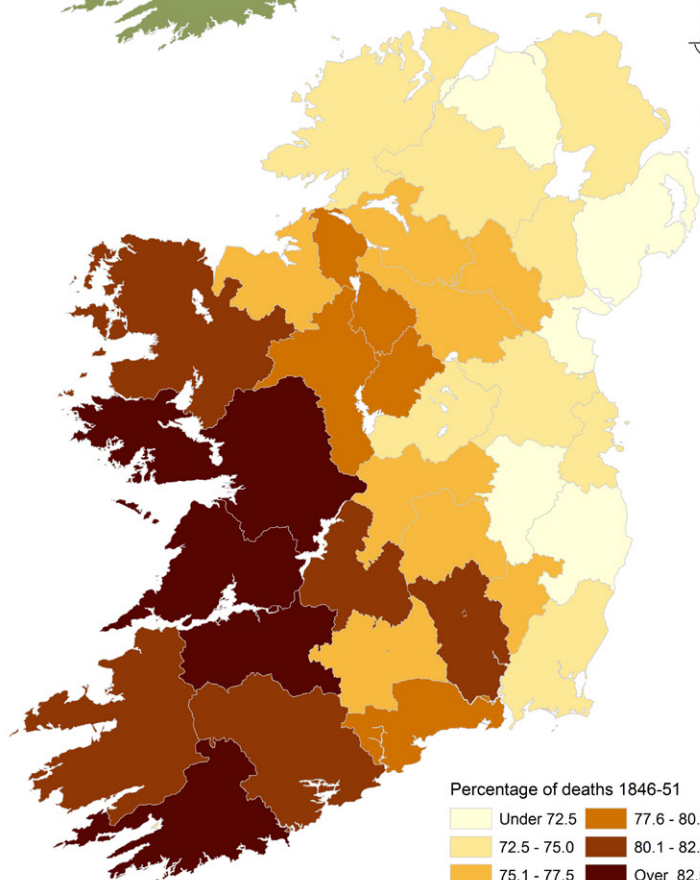 Percentage of deaths 1846-51
Under 72.5 77.6 - 80.
72.5 - 75.0 80.1 - 82.
75.1 - 77.5 Over 82.